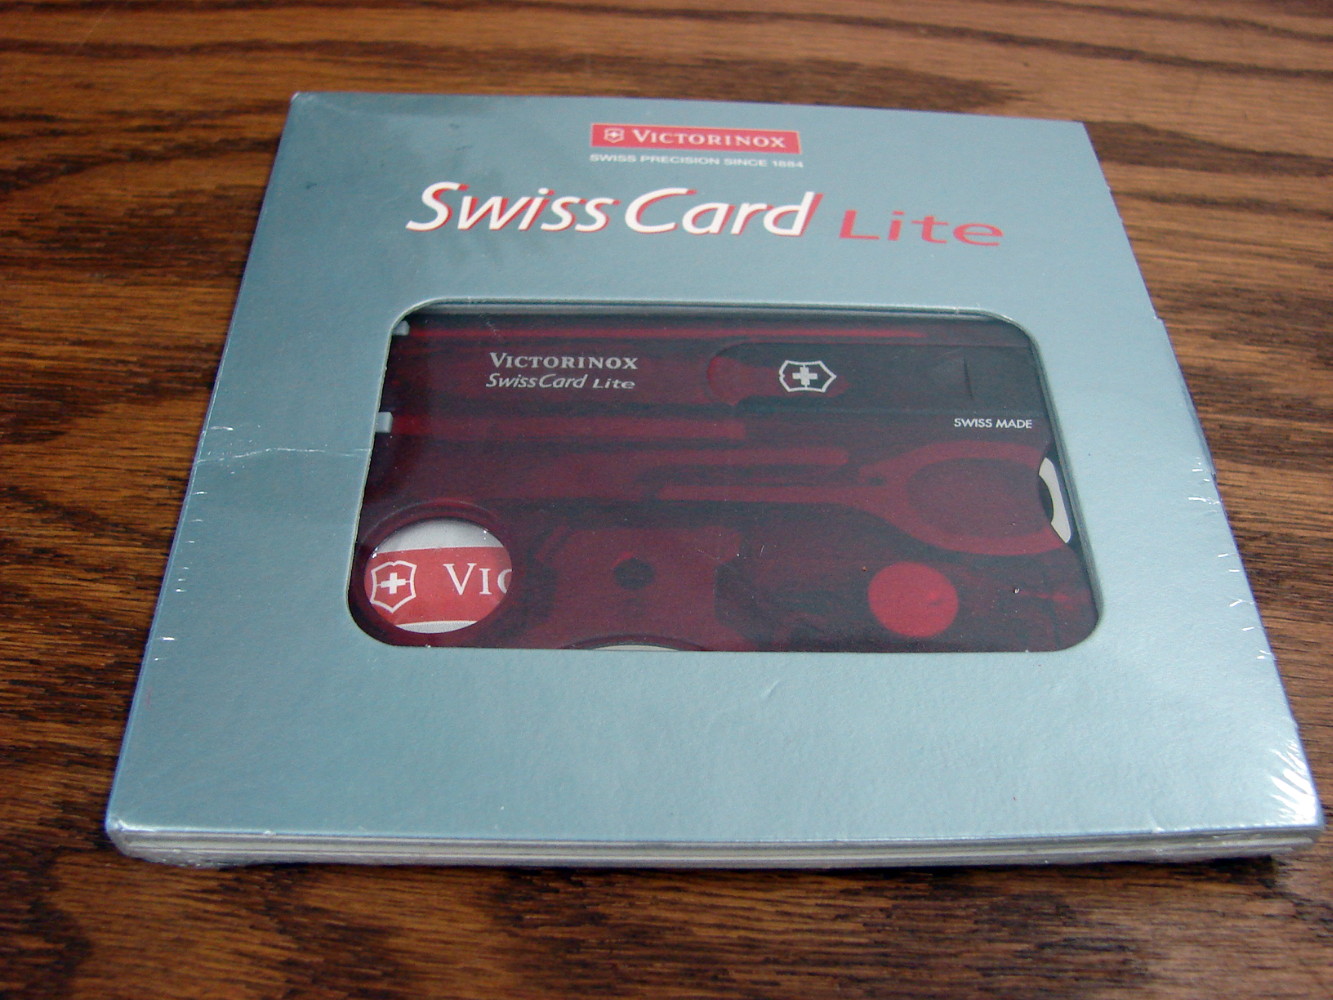 VICTORINOX
SWISS PRECISION SINCE 1884
SwissCard Lite
VICTORINOX
SwissCard Lite
SWISS MADE
VIC